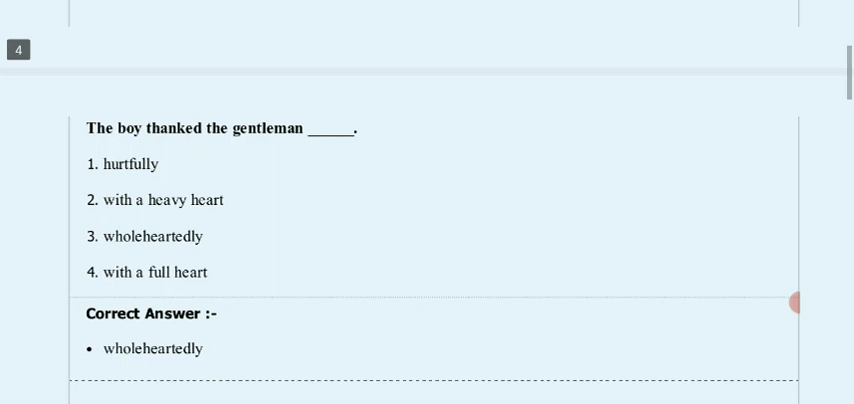 4
The boy thanked the gentleman ______.
1. hurtfully
2. with a heavy heart
3. wholeheartedly
4. with a full heart
Correct Answer :-
• wholeheartedly